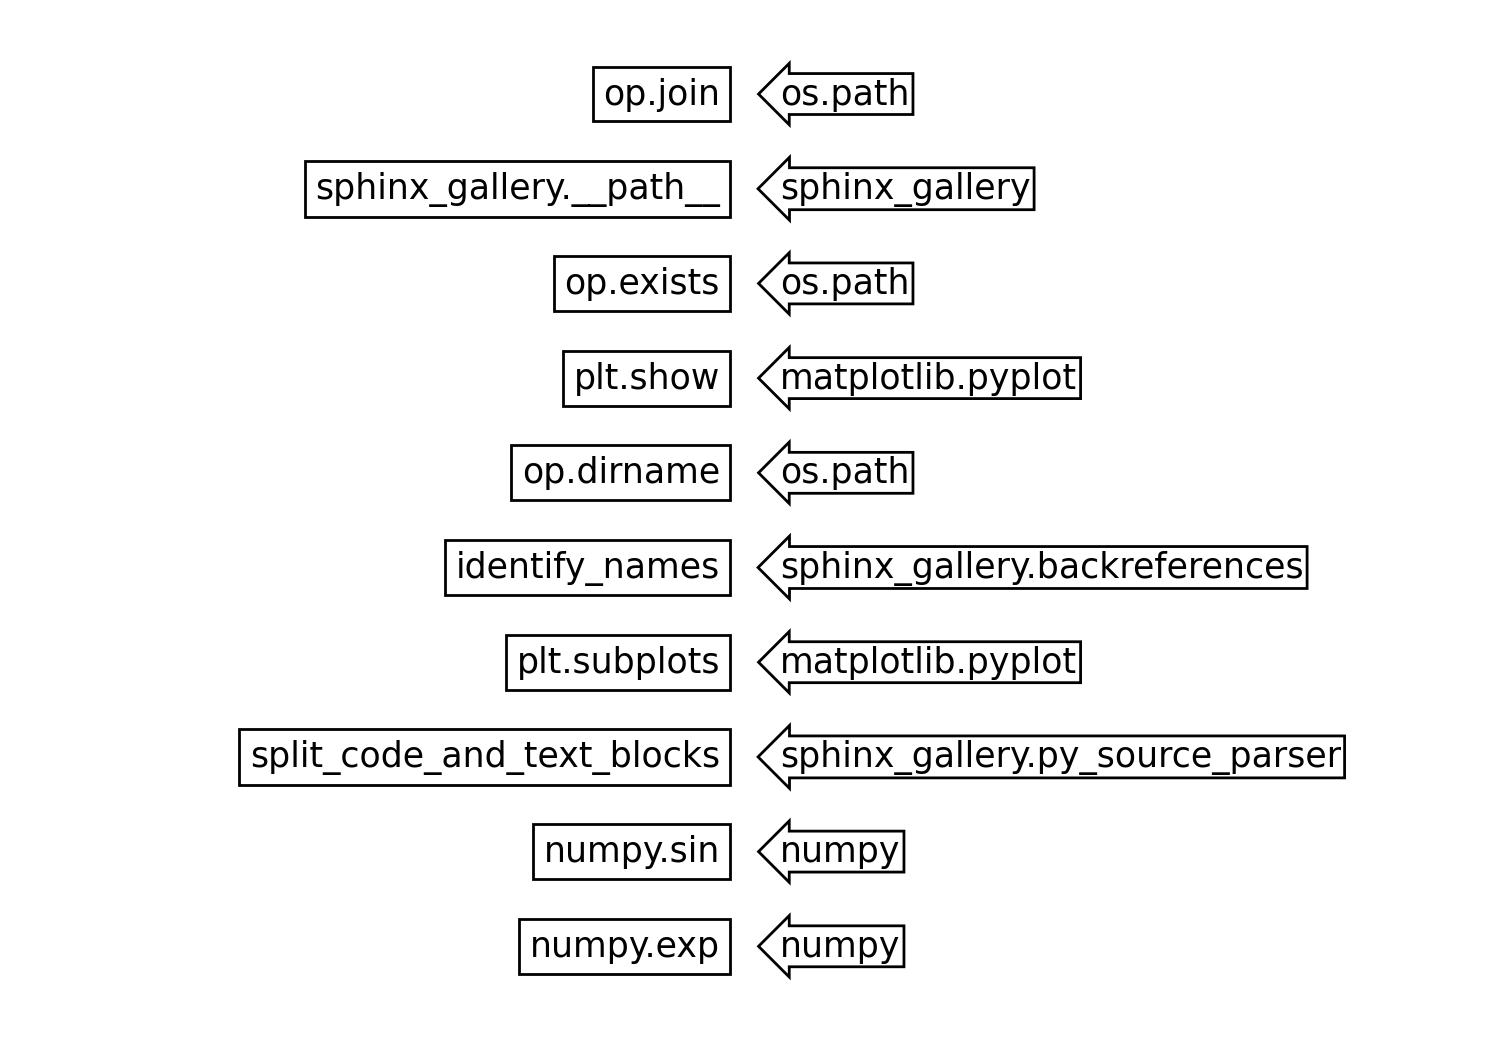 op.join os.path
sphinx_gallery.__path__ sphinx_gallery
op.exists os.path
plt.show matplotlib.pyplot
op.dirname os.path
identify_names sphinx_gallery.backreferences
plt.subplots matplotlib.pyplot
split_code_and_text_blocks sphinx_gallery.py_source_parser
numpy.sin numpy
numpy.exp numpy